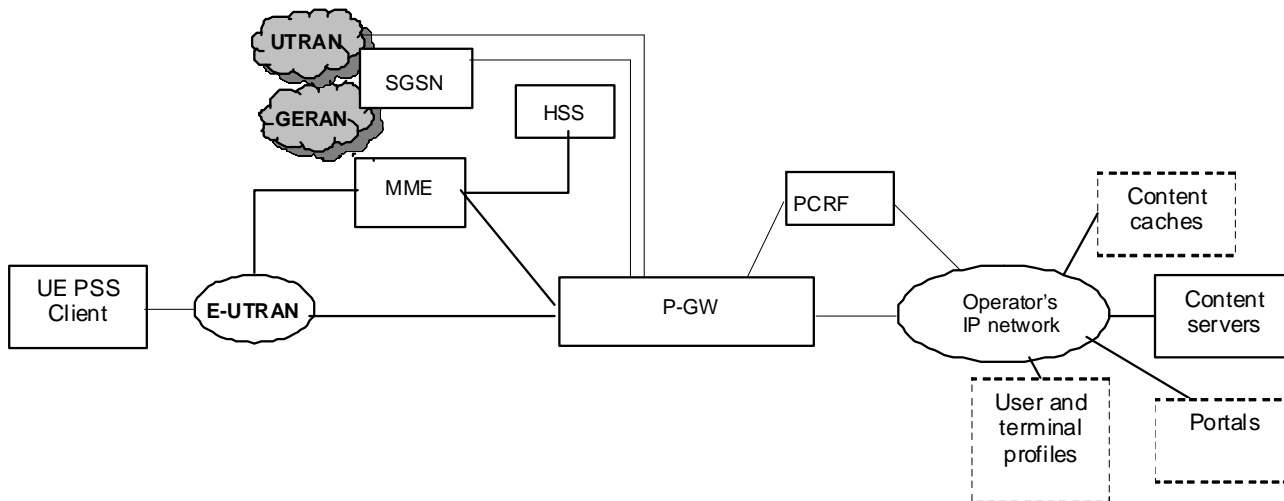 UTRAN
SGSN
GERAN
HSS
MME
PCRF
Content
caches
UE PSS
Client
E-UTRAN
P-GW
Operator's
IP network
Content
servers
User and
terminal
profiles
Portals